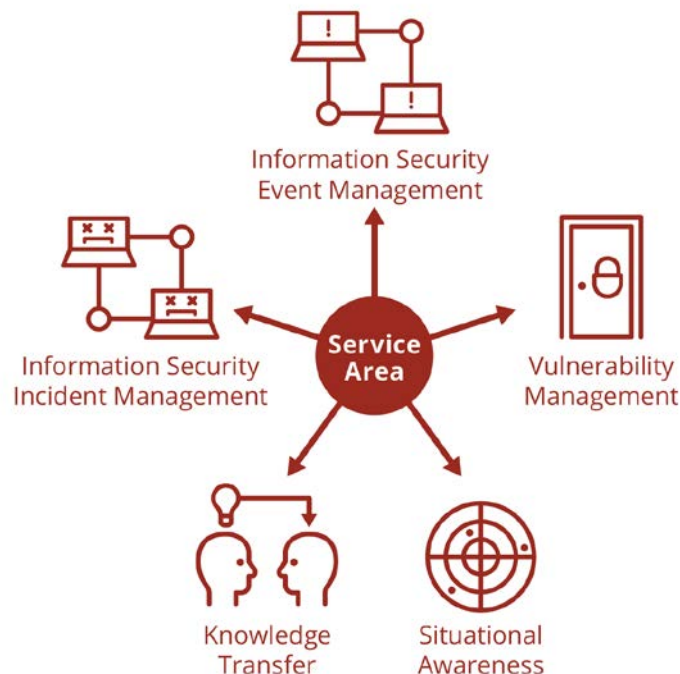 Information Security
Event Management
Information Security
Incident Management
Service
Area
Vulnerability
Management
Knowledge
Transfer
Situational
Awareness